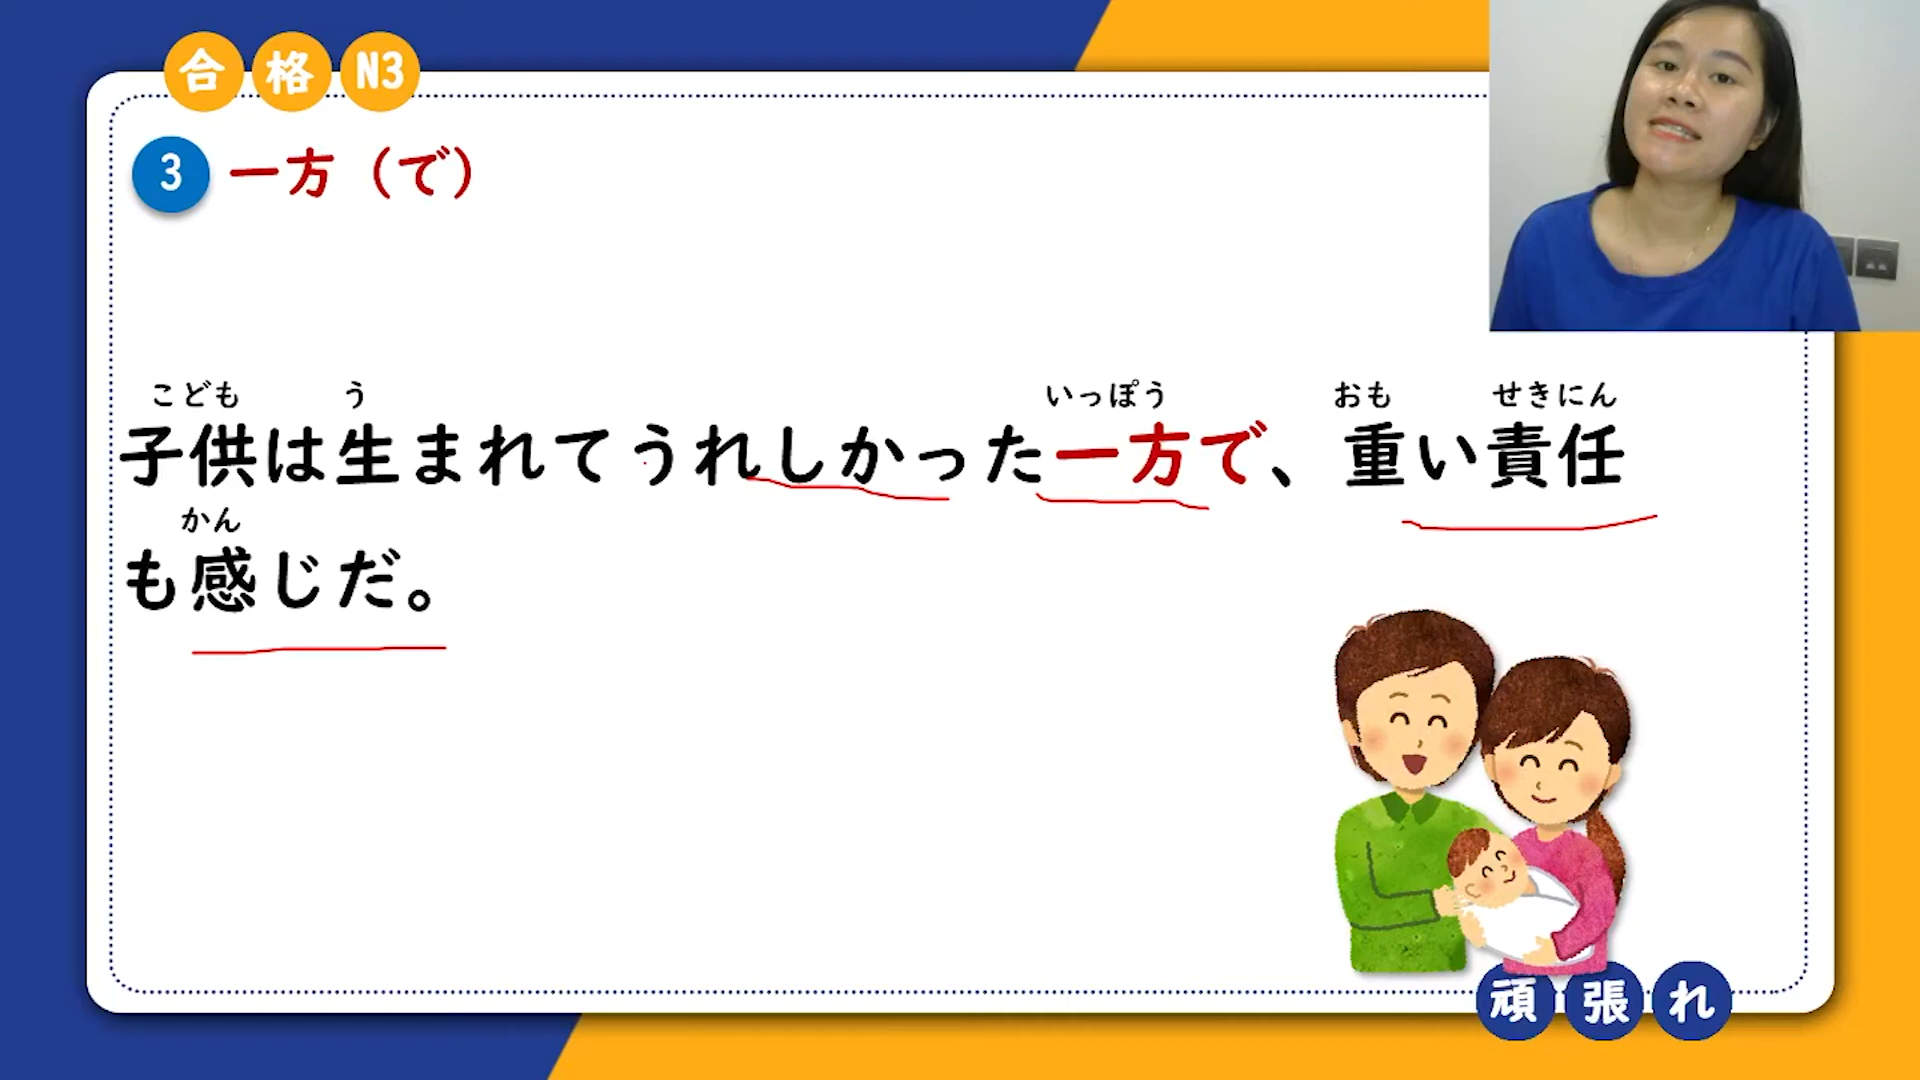 合格N3
3 一方（で）
こども う いっぽう おも せきにん
子供は生まれてうれしかった一方で、重い責任
かん
も感じだ。
頑張れ